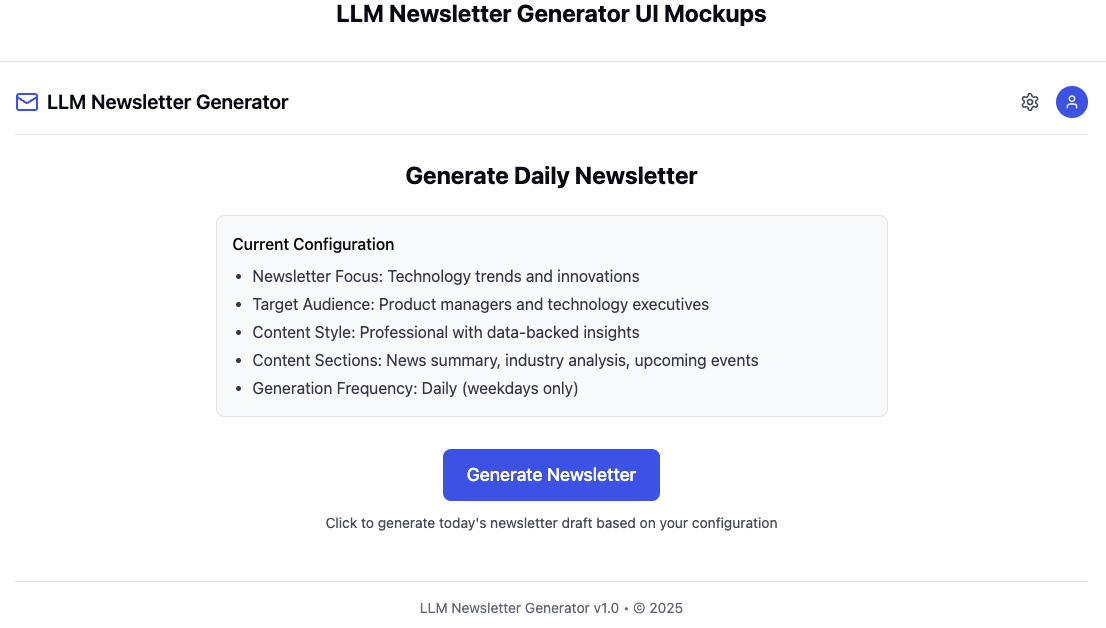 LLM Newsletter Generator UI Mockups
LLM Newsletter Generator
Generate Daily Newsletter
Current Configuration
• Newsletter Focus: Technology trends and innovations
• Target Audience: Product managers and technology executives
• Content Style: Professional with data-backed insights
• Content Sections: News summary, industry analysis, upcoming events
• Generation Frequency: Daily (weekdays only)
Generate Newsletter
Click to generate today's newsletter draft based on your configuration
LLM Newsletter Generator v1.0 • © 2025